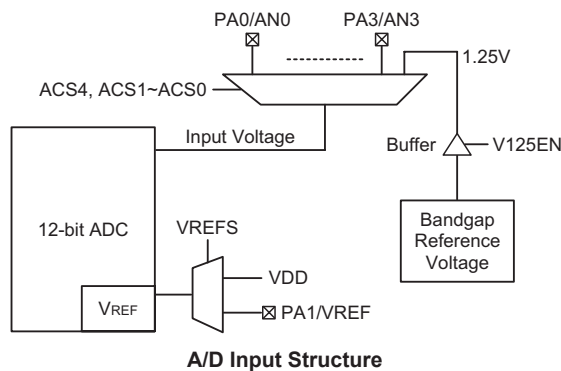 PA0/AN0 PA3/AN3
1.25V
ACS4, ACS1~ACS0
Input Voltage
Buffer V125EN
12-bit ADC
Bandgap
Reference
Voltage
VREFS
VDD
VREF
PA1/VREF
A/D Input Structure